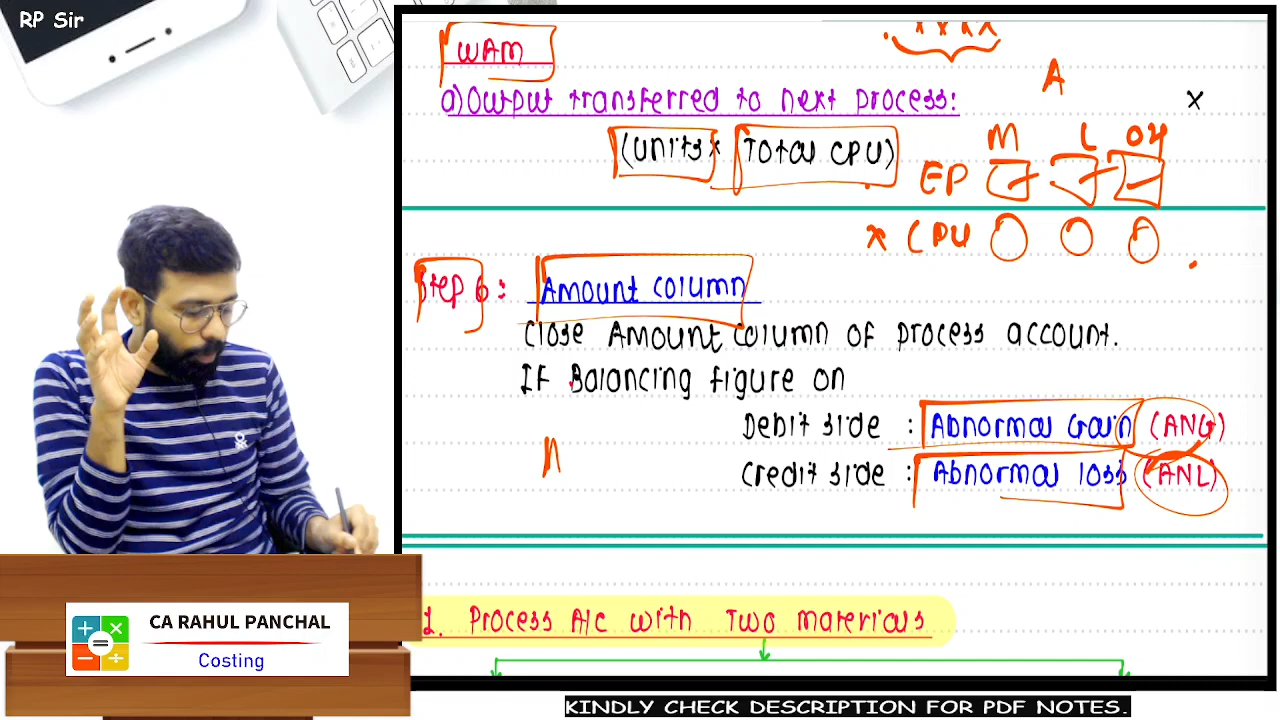 RP Sir
WAM
a) Output transferred to next process:
(units * Total CPU)
A
M L OH
EP
* CPU
x
Step 6: Amount column
Close Amount column of process account.
If Balancing figure on
Debit side : Abnormal Gain (ANG)
Credit side : Abnormal loss (ANL)
n
CA RAHUL PANCHAL
Costing
1. Process A/C with Two materials
KINDLY CHECK DESCRIPTION FOR PDF NOTES.